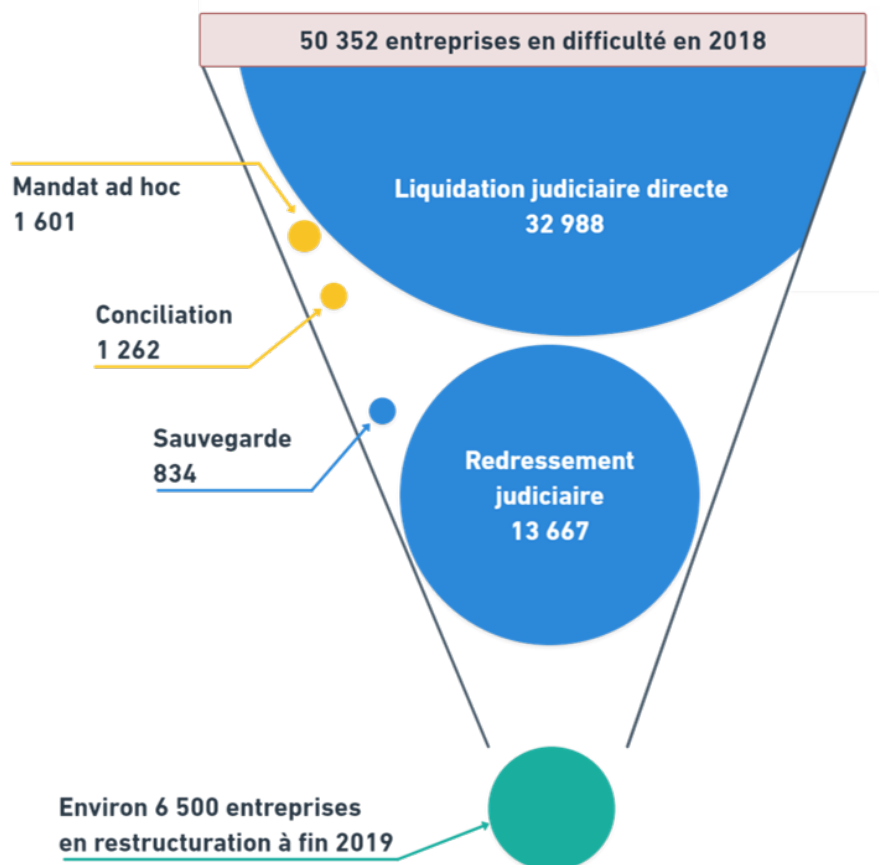 50 352 entreprises en difficulté en 2018
Mandat ad hoc
1 601
Liquidation judiciaire directe
32 988
Conciliation
1 262
Sauvegarde
834
Redressement
judiciaire
13 667
Environ 6 500 entreprises
en restructuration à fin 2019